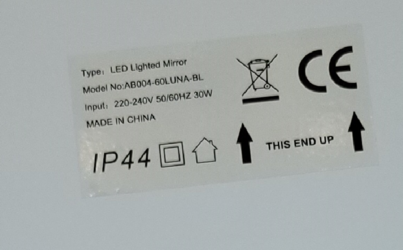 Type: LED Lighted Mirror
Model No:AB004-60LUNA-BL
Input: 220-240V 50/60HZ 30W
MADE IN CHINA
CE
IP44
THIS END UP